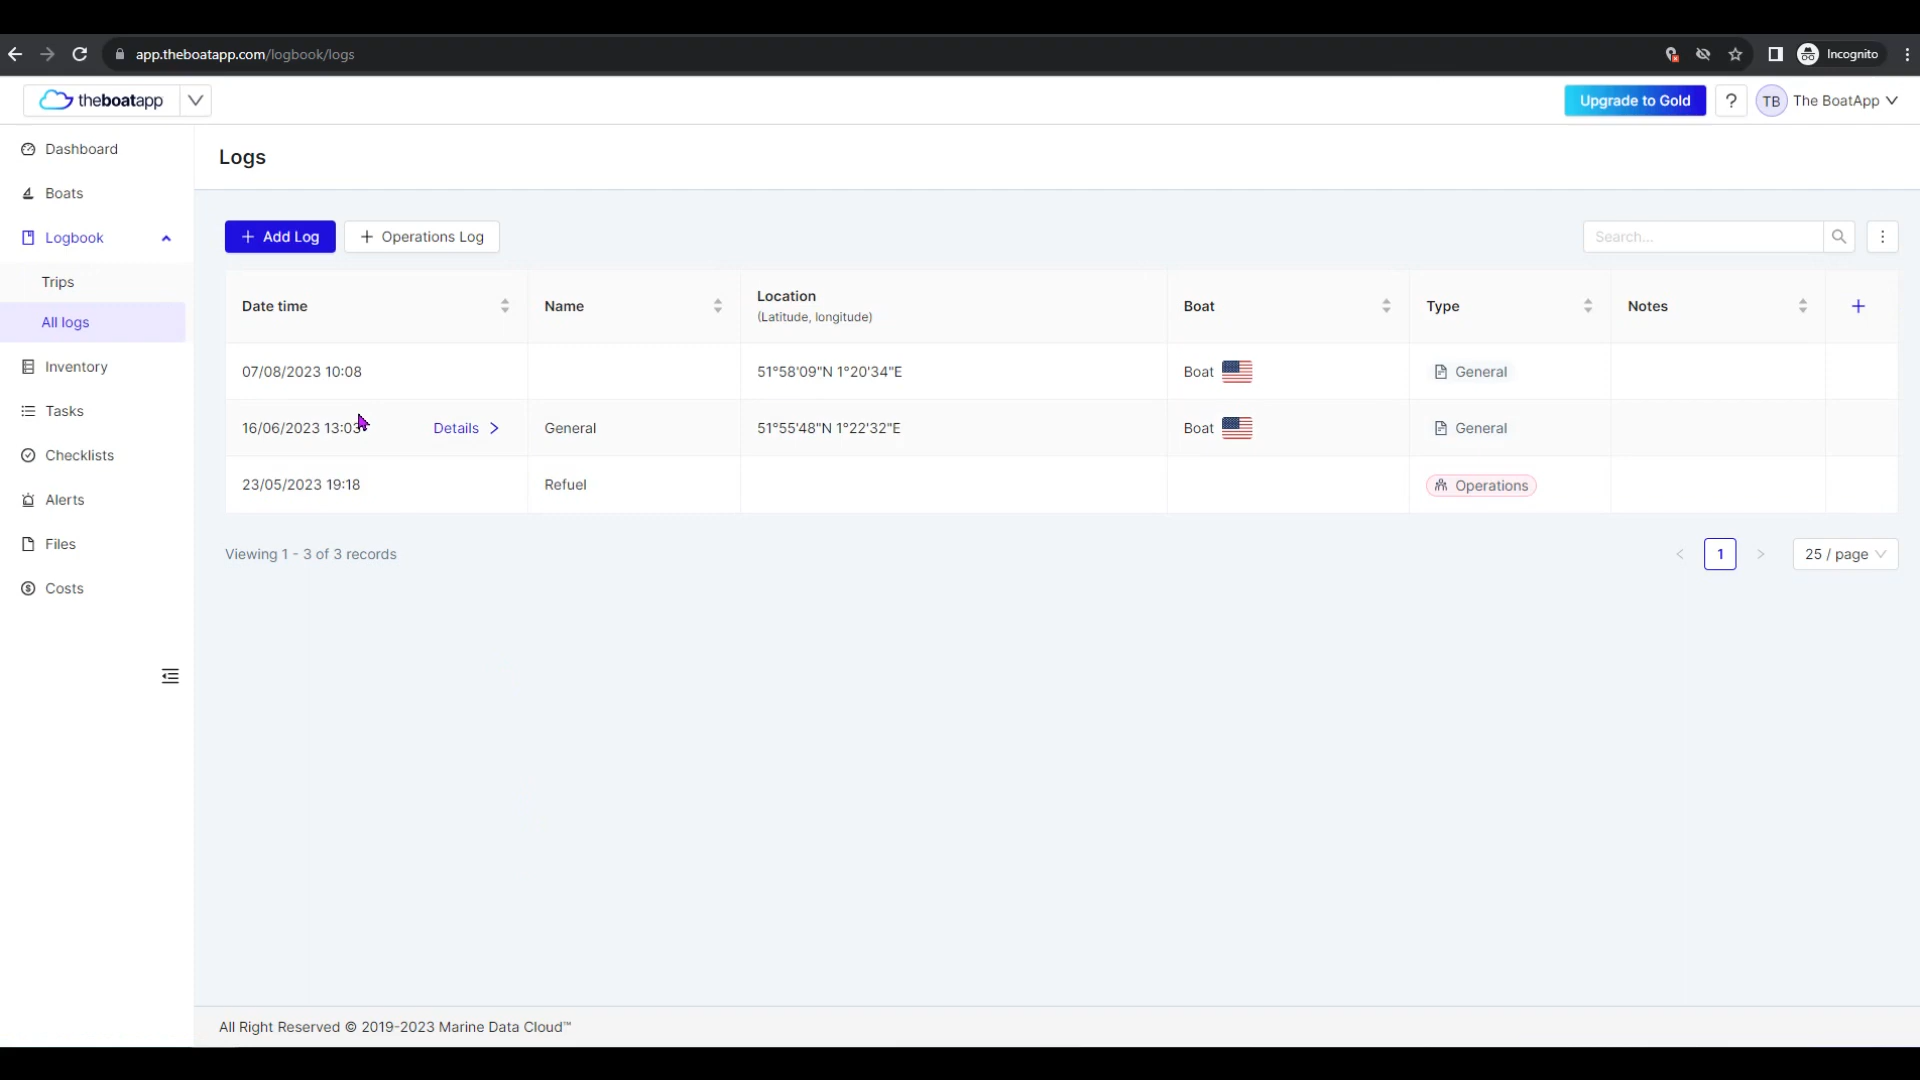 app.theboatapp.com/logbook/logs
Incognito
theboatapp
Upgrade to Gold
?
TB
The BoatApp
Dashboard
Boats
Logbook
Trips
All logs
Inventory
Tasks
Checklists
Alerts
Files
Costs
Logs
+ Add Log
+ Operations Log
Search...
Date time
Name
Location
(Latitude, longitude)
Boat
Type
Notes
+
07/08/2023 10:08
51°58'09"N 1°20'34"E
Boat
General
16/06/2023 13:03
Details >
General
51°55'48"N 1°22'32"E
Boat
General
23/05/2023 19:18
Refuel
Operations
Viewing 1 - 3 of 3 records
< 1 >
25 / page
All Right Reserved © 2019-2023 Marine Data Cloud™